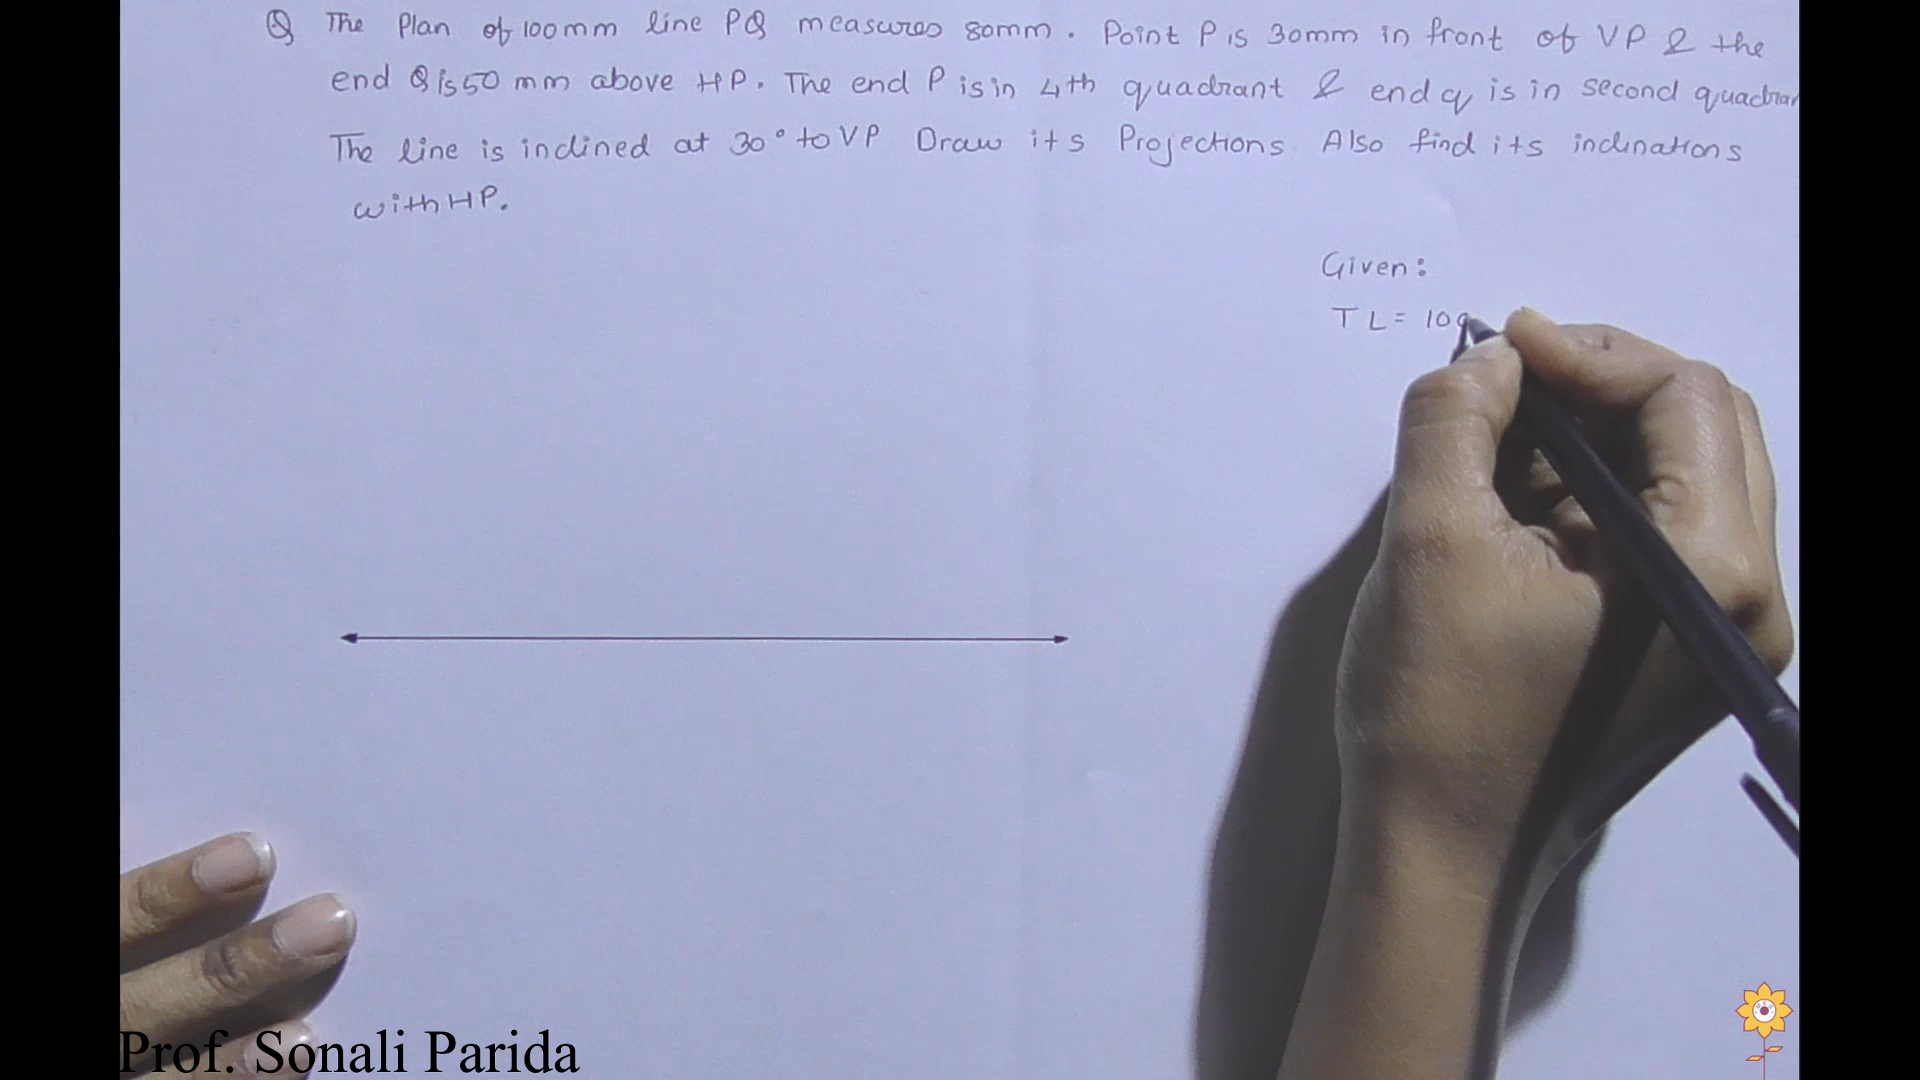 Q The Plan of 100mm line PQ measures 80mm. Point P is 30mm in front of VP & the
end Q is 50 mm above HP. The end P is in 4th quadrant & end q is in second quadran
The line is inclined at 30° to VP Draw its Projections. Also find its inclinations
with HP.
Given:
TL= 100
Prof. Sonali Parida